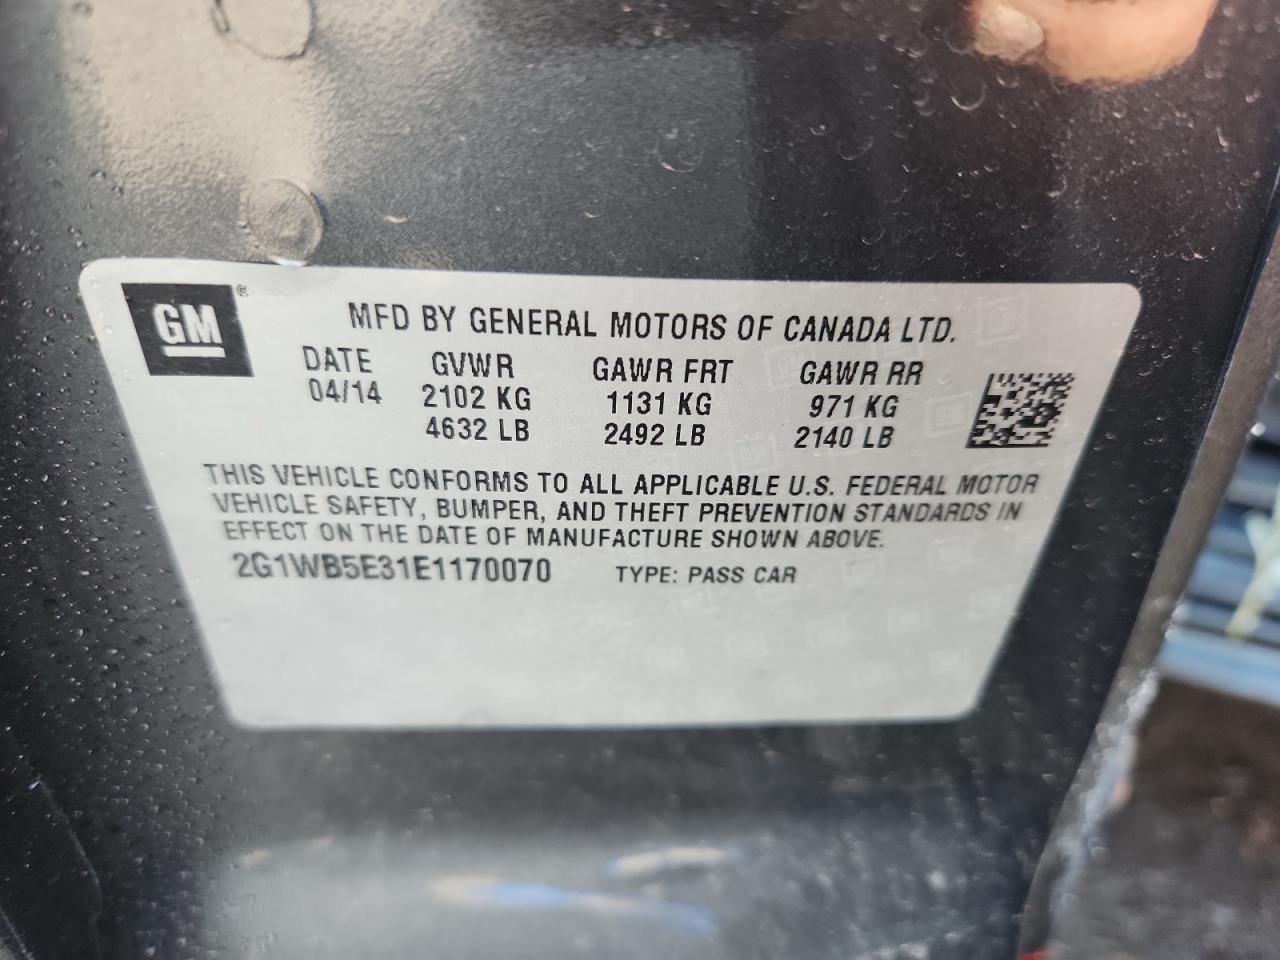 GM®
MFD BY GENERAL MOTORS OF CANADA LTD.
DATE GVWR GAWR FRT GAWR RR
04/14 2102 KG 1131 KG 971 KG
4632 LB 2492 LB 2140 LB
THIS VEHICLE CONFORMS TO ALL APPLICABLE U.S. FEDERAL MOTOR
VEHICLE SAFETY, BUMPER, AND THEFT PREVENTION STANDARDS IN
EFFECT ON THE DATE OF MANUFACTURE SHOWN ABOVE.
2G1WB5E31E1170070 TYPE: PASS CAR